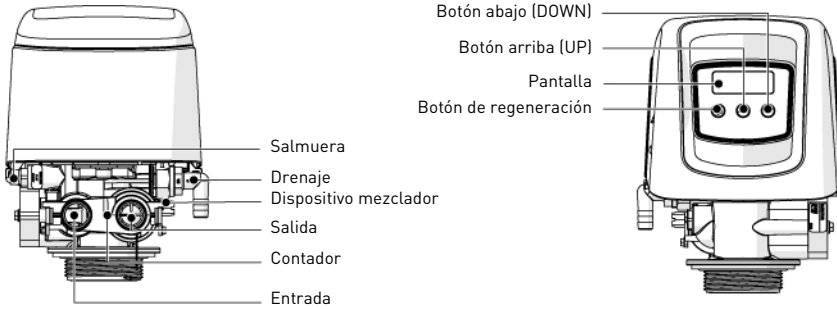 Salmuera
Drenaje
Dispositivo mezclador
Salida
Contador
Entrada
Botón abajo (DOWN)
Botón arriba (UP)
Pantalla
Botón de regeneración